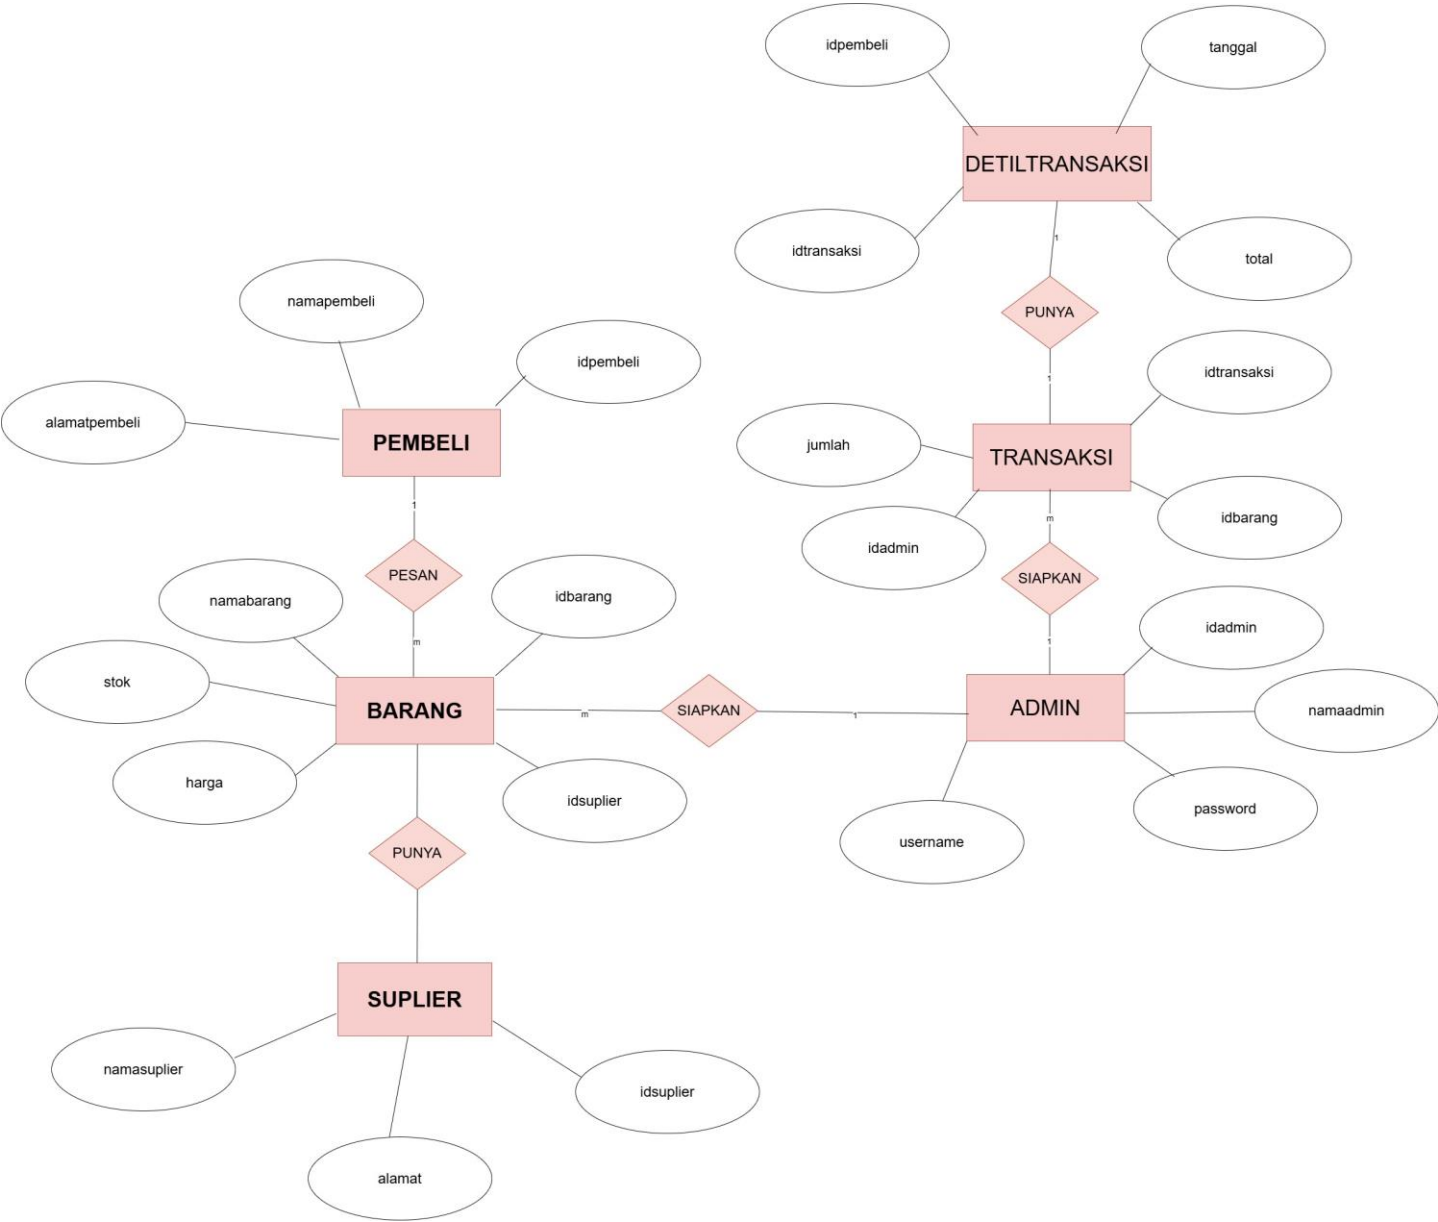 idpembeli
tanggal
DETILTRANSAKSI
idtransaksi
1
total
namapembeli
PUNYA
idpembeli
idtransaksi
1
alamatpembeli
PEMBELI
jumlah
TRANSAKSI
1
m
idbarang
idadmin
PESAN
SIAPKAN
namabarang
idbarang
idadmin
m
1
stok
BARANG
m
SIAPKAN
1
ADMIN
namaadmin
harga
idsuplier
password
username
PUNYA
SUPLIER
namasuplier
idsuplier
alamat